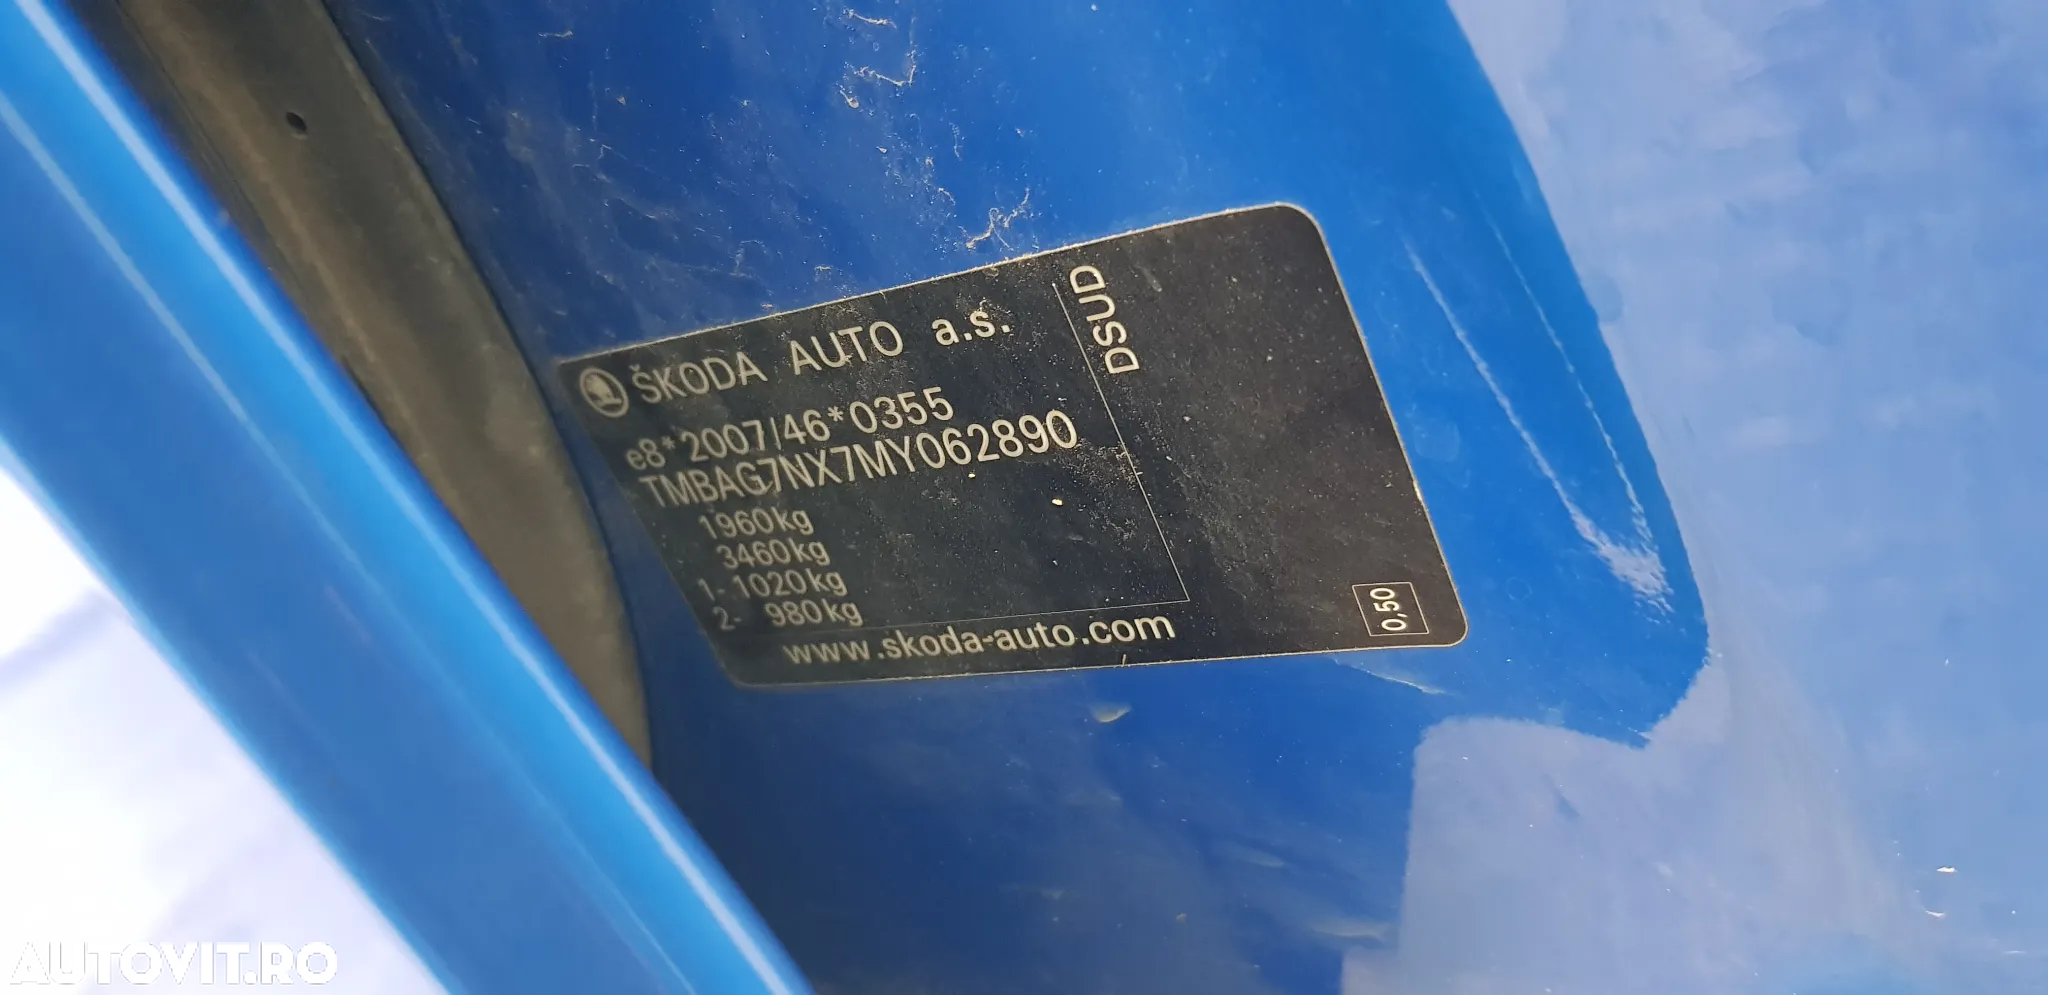 ŠKODA AUTO a.s.
e8*2007/46*0355
TMBAG7NX7MY062890
1960kg
3460kg
1- 1020kg
2- 980kg
DSUD
www.skoda-auto.com
0,50
AUTOVIT.RO